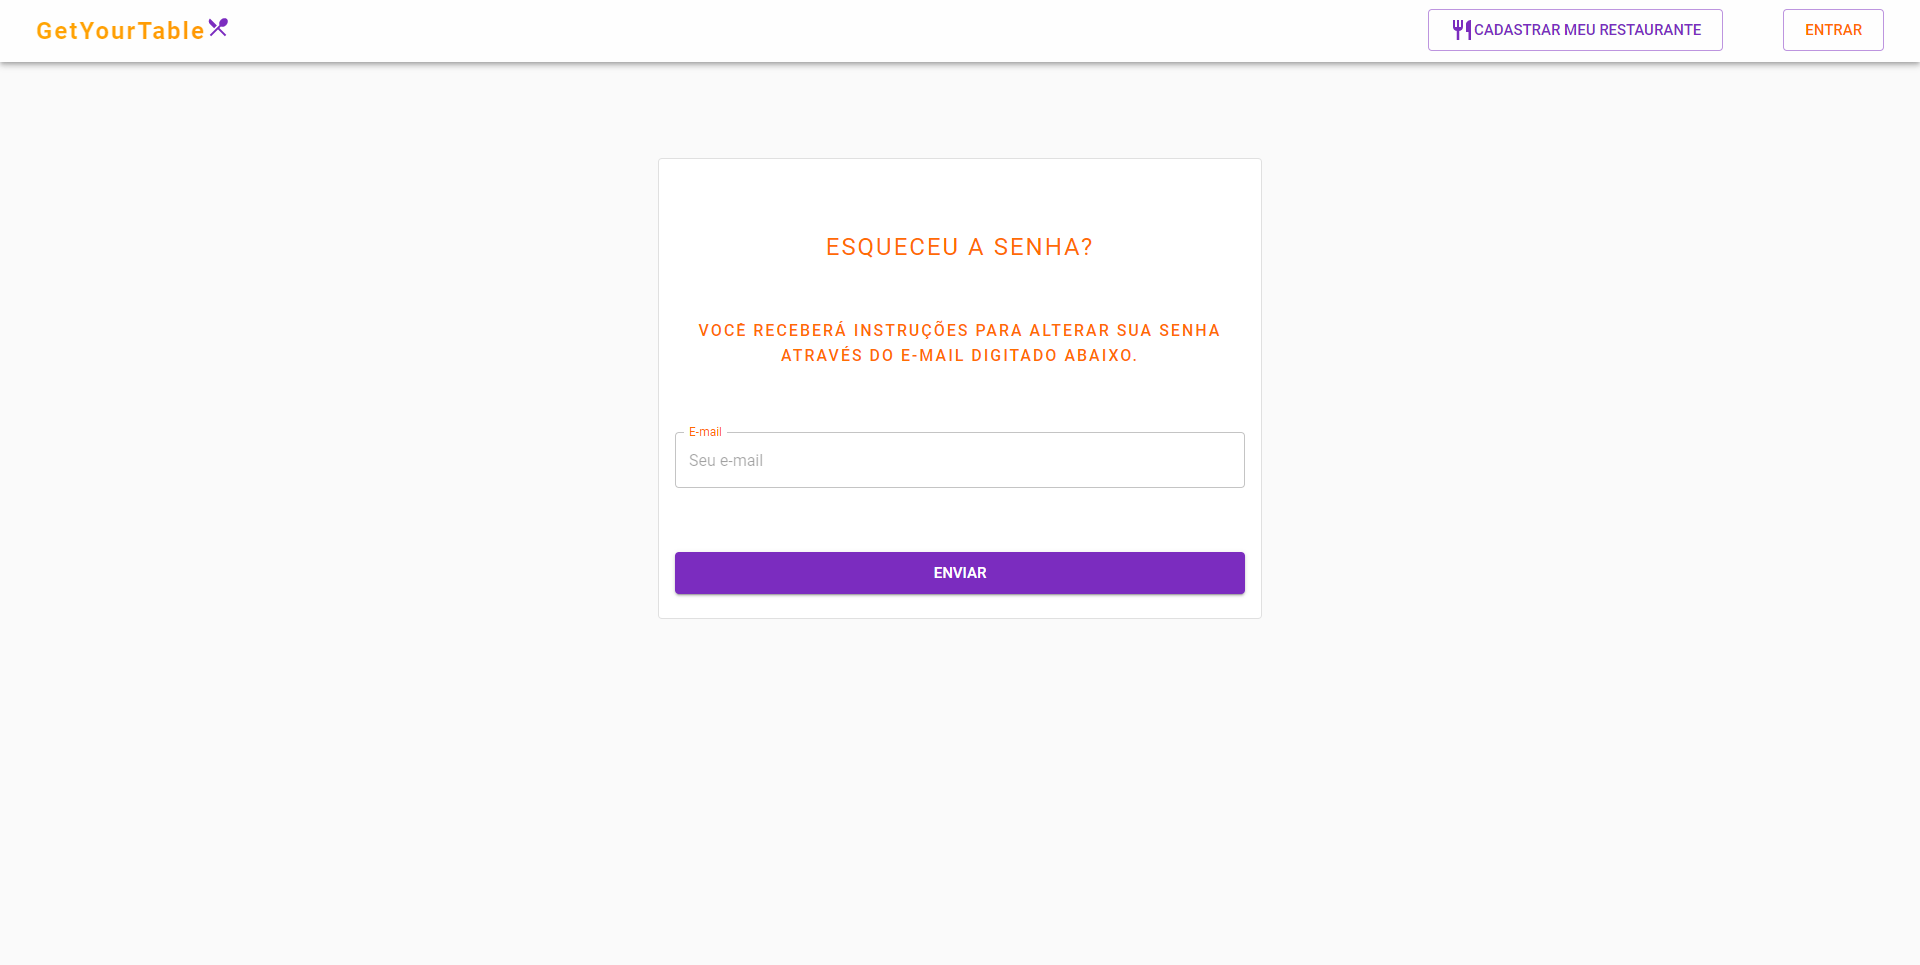 GetYourTable
CADASTRAR MEU RESTAURANTE
ENTRAR
ESQUECEU A SENHA?
VOCÊ RECEBERÁ INSTRUÇÕES PARA ALTERAR SUA SENHA
ATRAVÉS DO E-MAIL DIGITADO ABAIXO.
E-mail
Seu e-mail
ENVIAR